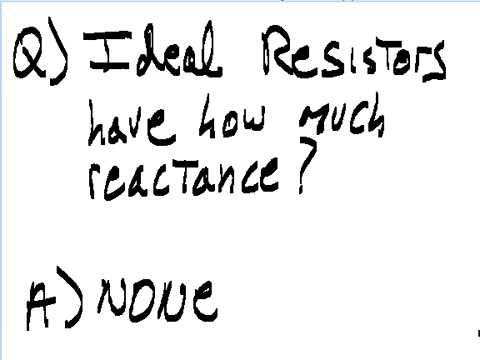 Q) Ideal Resistors
have how much
reactance?
A) NONe